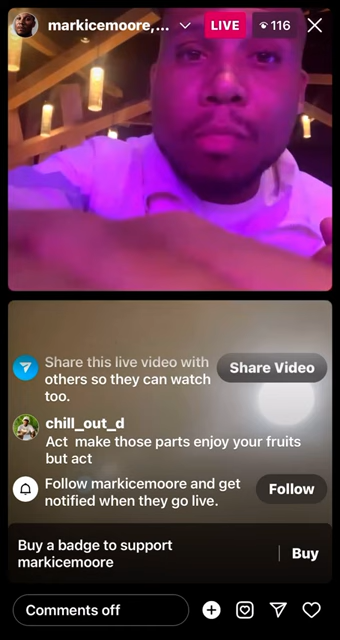 markicemoore,...
LIVE
116
Share this live video with
others so they can watch
too.
Share Video
chill_out_d
Act make those parts enjoy your fruits
but act
Follow markicemoore and get
notified when they go live.
Follow
Buy a badge to support
markicemoore
Buy
Comments off